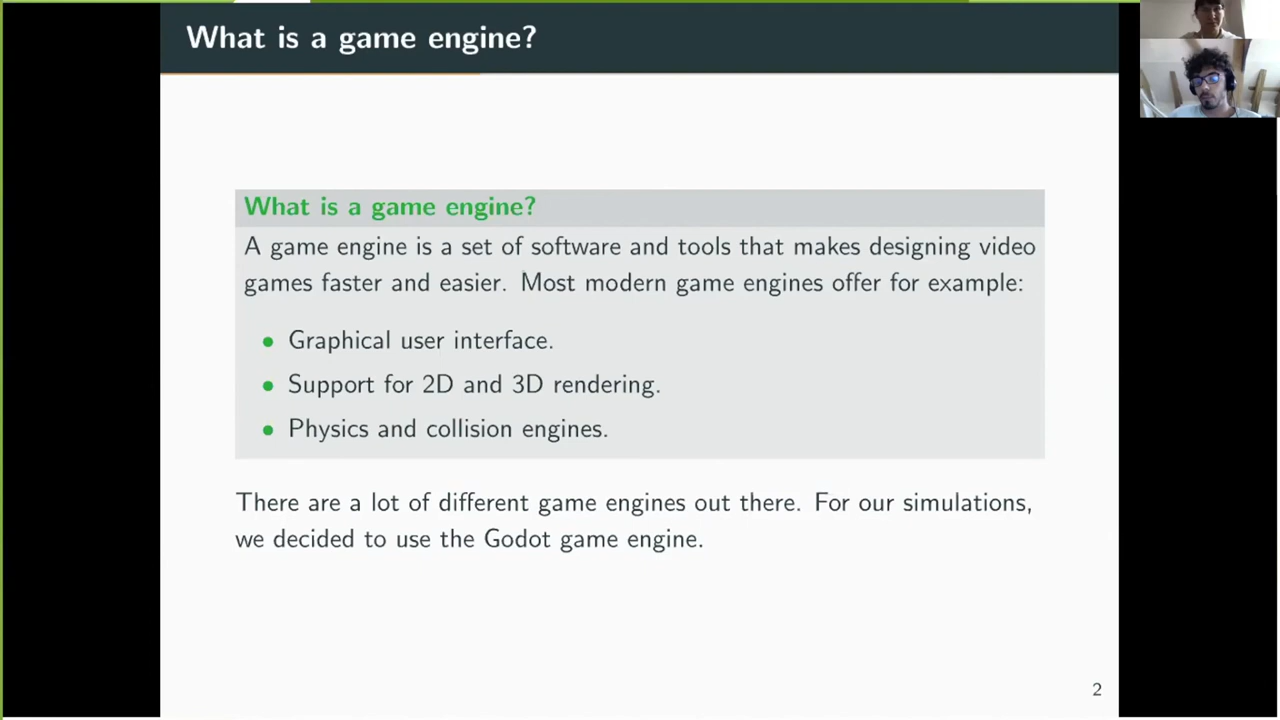 What is a game engine?
What is a game engine?
A game engine is a set of software and tools that makes designing video
games faster and easier. Most modern game engines offer for example:
• Graphical user interface.
• Support for 2D and 3D rendering.
• Physics and collision engines.
There are a lot of different game engines out there. For our simulations,
we decided to use the Godot game engine.
2